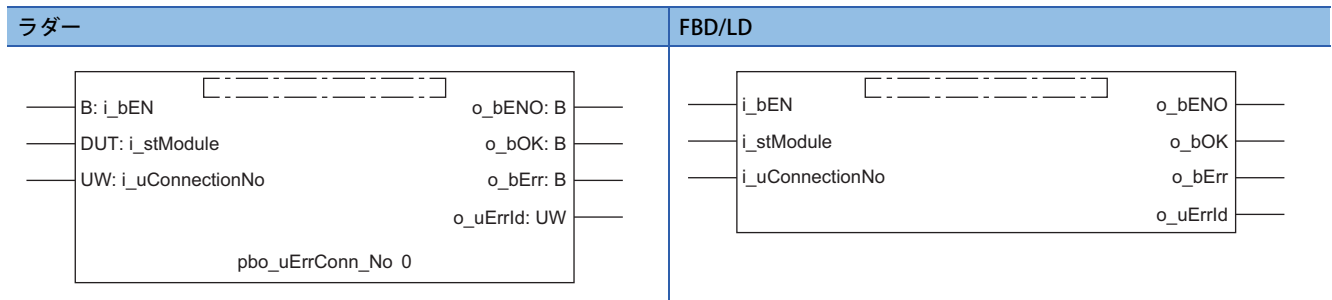 ラダー
FBD/LD
B: i_bEN
o_bENO: B
DUT: i_stModule
o_bOK: B
UW: i_uConnectionNo
o_bErr: B
o_uErrId: UW
pbo_uErrConn_No 0
i_bEN
o_bENO
i_stModule
o_bOK
i_uConnectionNo
o_bErr
o_uErrId